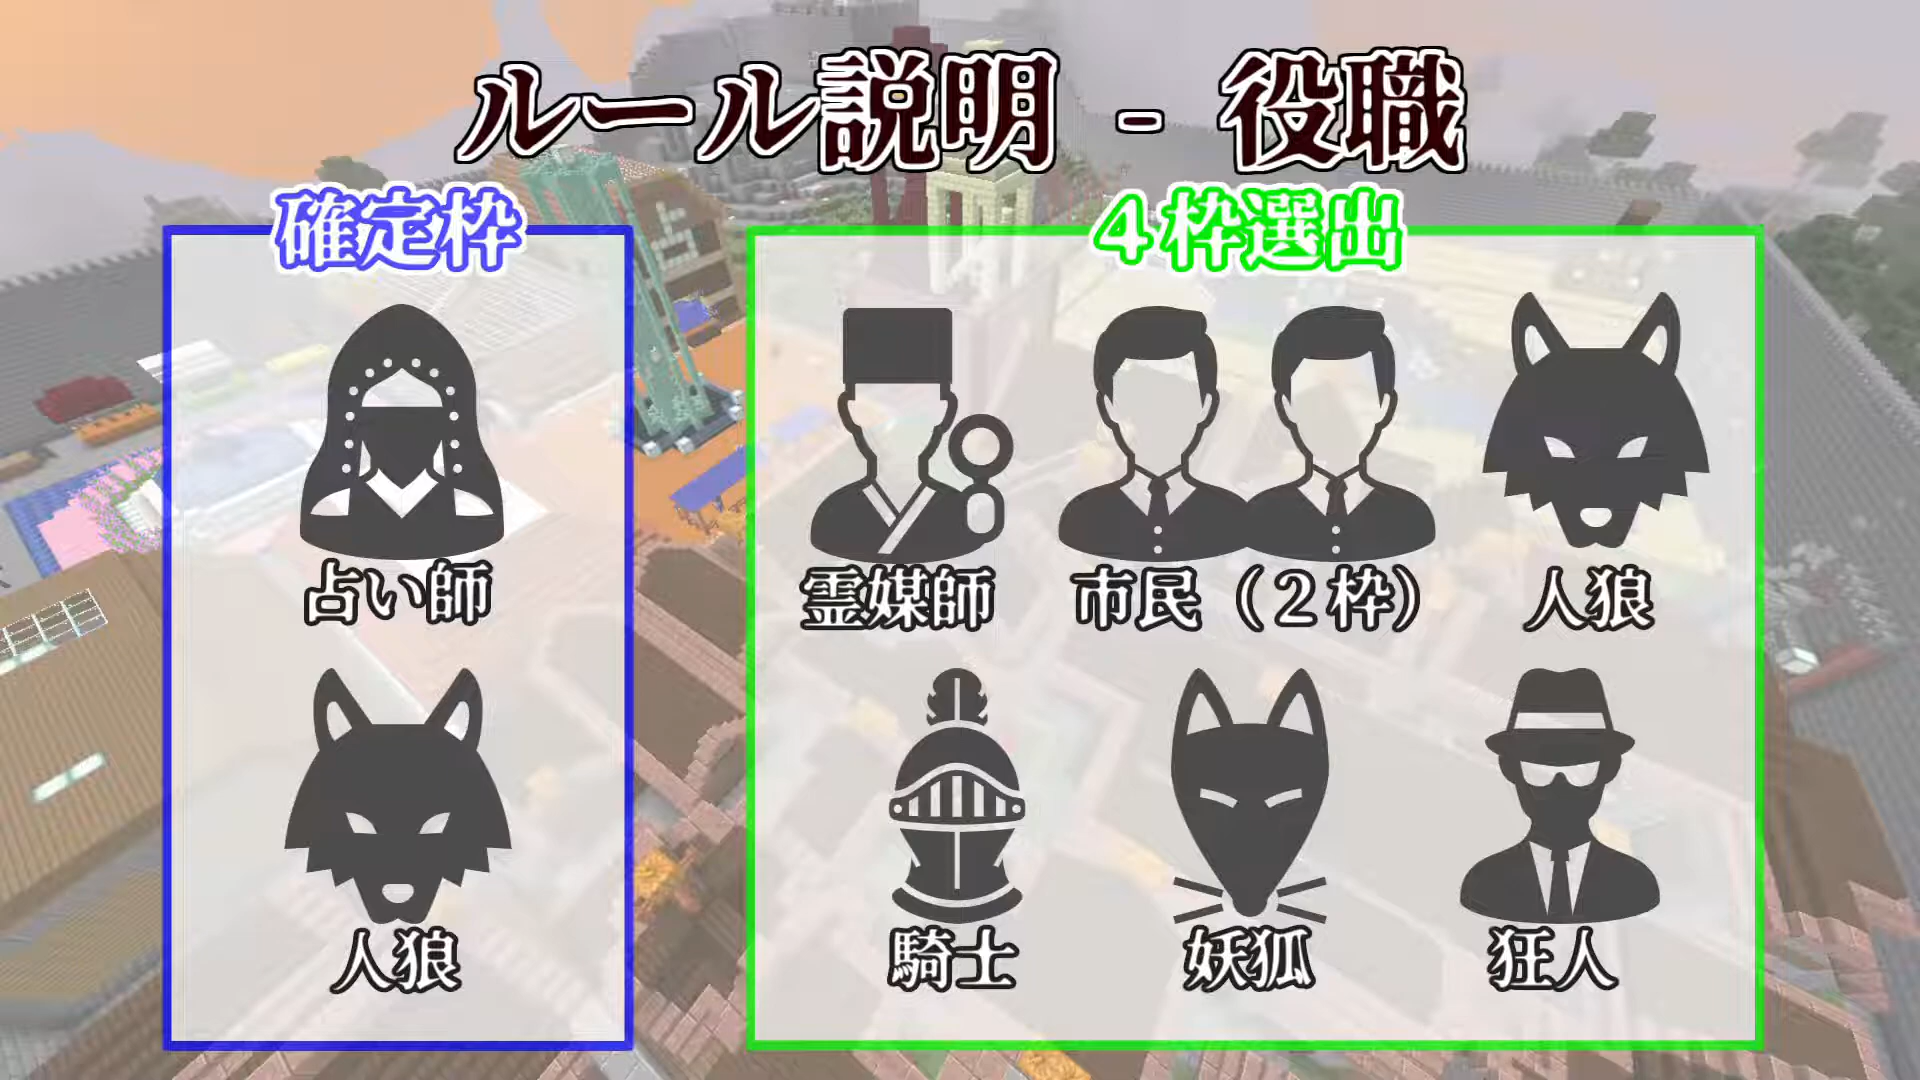 ルール説明 - 役職
確定枠
占い師
人狼
４枠選出
霊媒師
市民（２枠）
人狼
騎士
妖狐
狂人